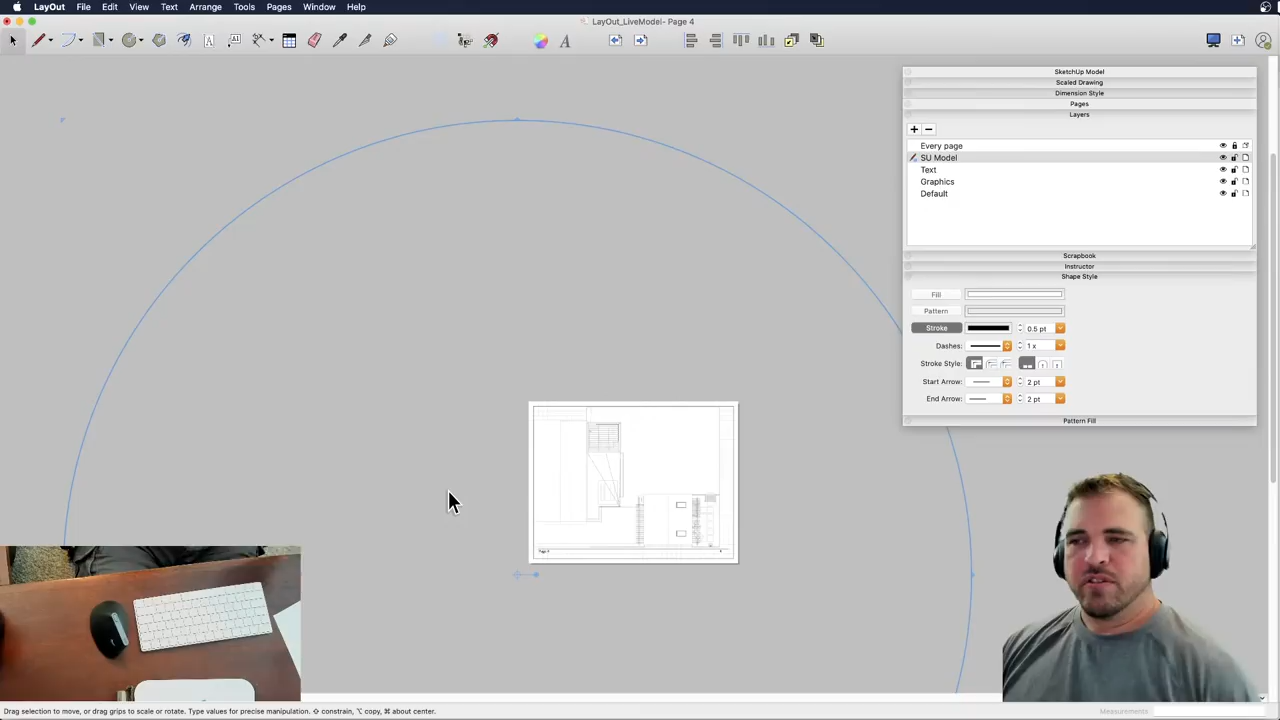 LayOut File Edit View Text Arrange Tools Pages Window Help
LayOut_LiveModel- Page 4
SketchUp Model
Scaled Drawing
Dimension Style
Pages
Layers
Every page
SU Model
Text
Graphics
Default
Scrapbook
Instructor
Shape Style
Fill
Pattern
Stroke 0.5 pt
Dashes: 1 x
Stroke Style:
Start Arrow: 2 pt
End Arrow: 2 pt
Pattern Fill
Page 4 4
Drag selection to move, or drag grips to scale or rotate. Type values for precise manipulation. ⇧ constrain, ⌥ copy, ⌘ about center.
Measurements